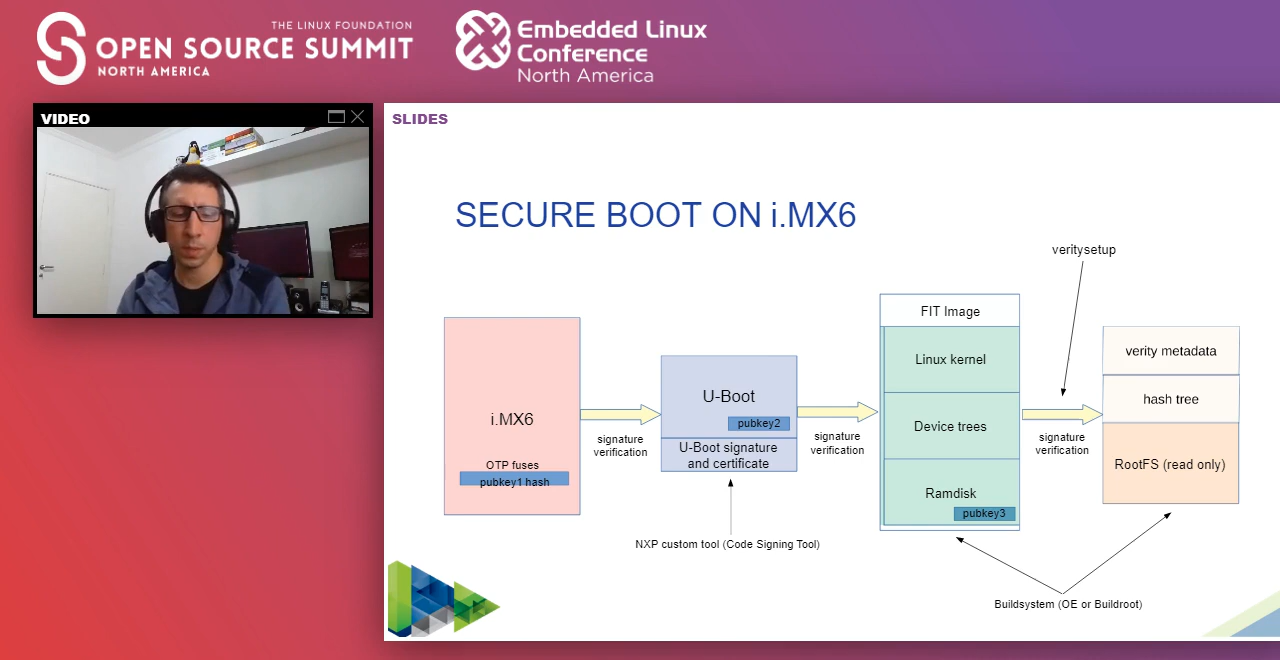 THE LINUX FOUNDATION
OPEN SOURCE SUMMIT
NORTH AMERICA
Embedded Linux
Conference
North America
VIDEO
SLIDES
SECURE BOOT ON i.MX6
veritysetup
i.MX6
OTP fuses
pubkey1 hash
signature
verification
U-Boot
pubkey2
U-Boot signature
and certificate
NXP custom tool (Code Signing Tool)
signature
verification
FIT Image
Linux kernel
Device trees
Ramdisk
pubkey3
signature
verification
verity metadata
hash tree
RootFS (read only)
Buildsystem (OE or Buildroot)